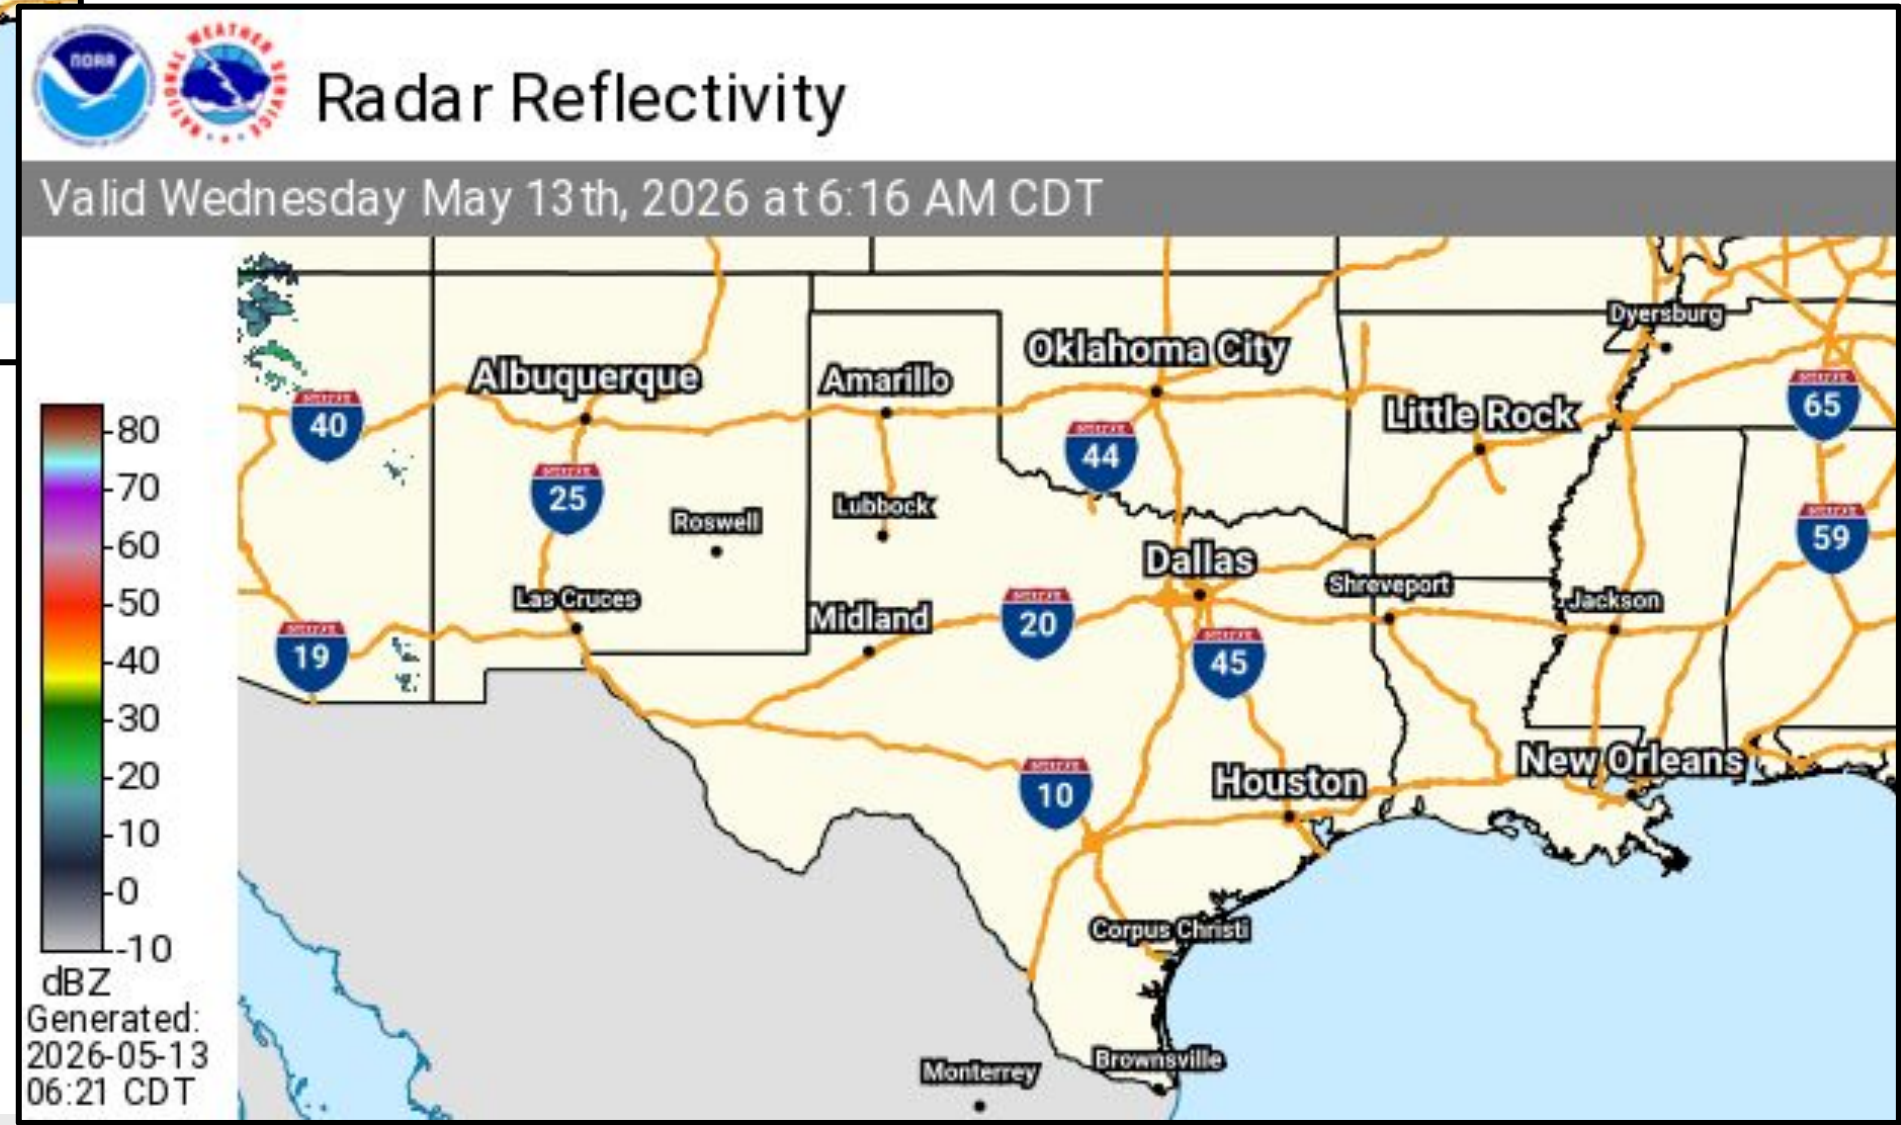 NOAA
NATIONAL WEATHER SERVICE
Radar Reflectivity
Valid Wednesday May 13th, 2026 at 6:16 AM CDT
Dyersburg
Oklahoma City
Albuquerque
Amarillo
40
65
Little Rock
80
44
70
25
Lubbock
Roswell
59
60
Dallas
Shreveport
50
Las Cruces
Jackson
Midland
20
19
45
40
30
New Orleans
20
10
Houston
10
0
Corpus Christi
-10
dBZ
Generated:
2026-05-13
06:21 CDT
Monterrey
Brownsville